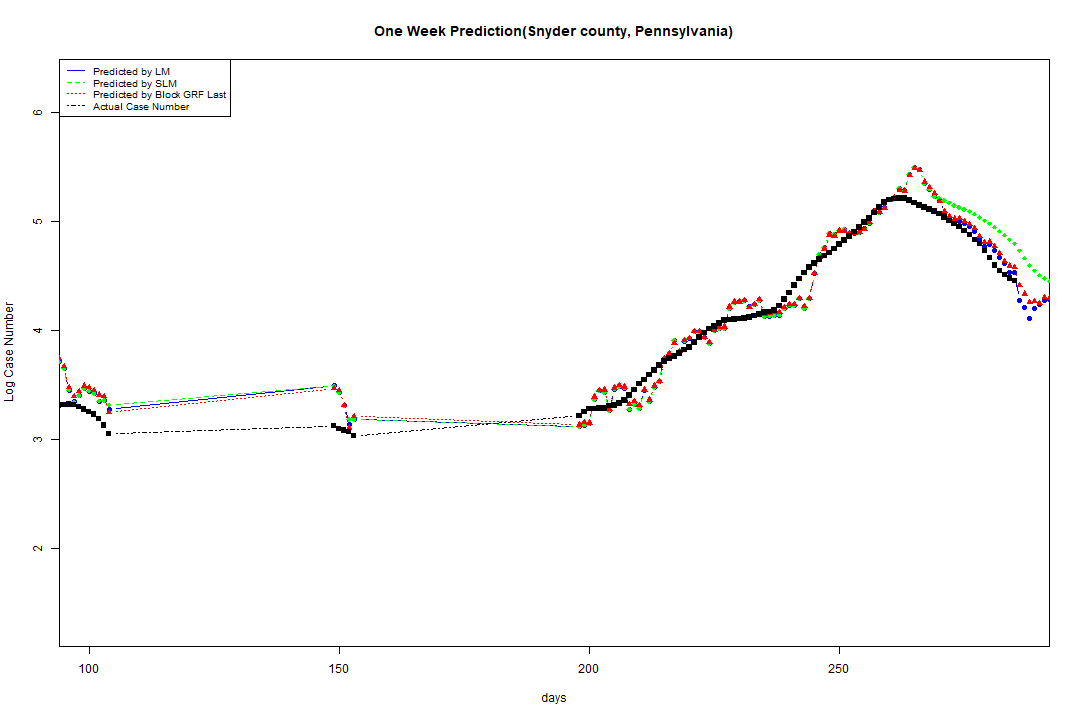 One Week Prediction(Snyder county, Pennsylvania)
Predicted by LM
Predicted by SLM
Predicted by Block GRF Last
Actual Case Number
Log Case Number
6
5
4
3
2
100 150 200 250
days